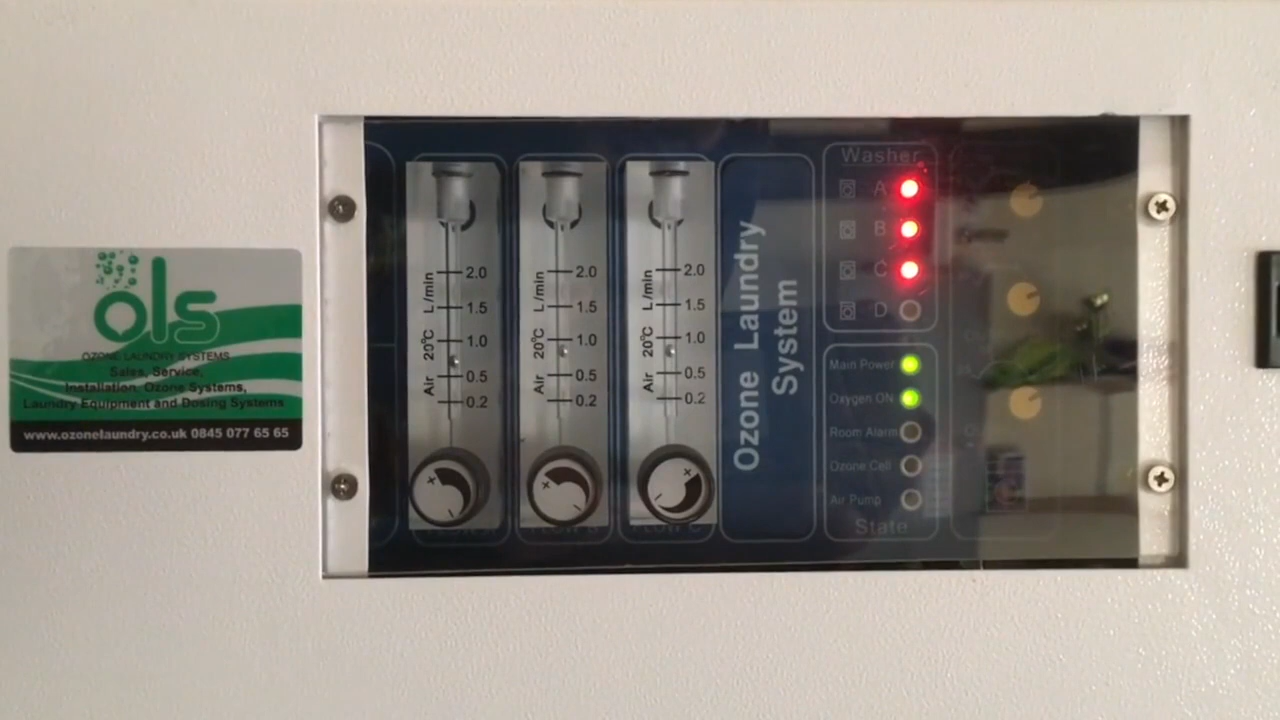 ols
OZONE LAUNDRY SYSTEMS
Sales, Service,
Installation, Ozone Systems,
Laundry Equipment and Dosing Systems
www.ozonelaundry.co.uk 0845 077 65 65
Air 20°C L/min
2.0
1.5
1.0
0.5
0.2
+
-
Air 20°C L/min
2.0
1.5
1.0
0.5
0.2
+
-
FLOW B
Air 20°C L/min
2.0
1.5
1.0
0.5
0.2
+
-
FLOW C
Ozone Laundry
System
Washer
A
B
C
D
Main Power
Oxygen ON
Room Alarm
Ozone Cell
Air Pump
State